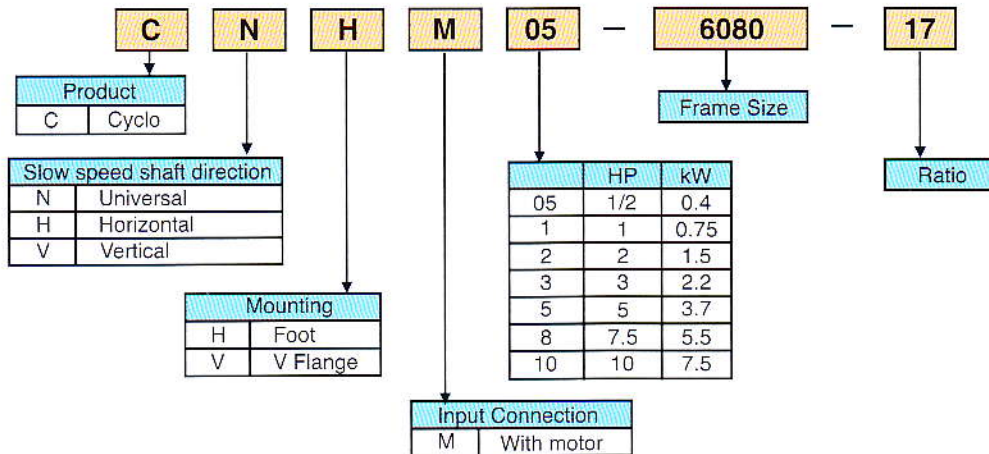 C N H M 05 – 6080 – 17
Product
C Cyclo
Frame Size
Slow speed shaft direction
N Universal
H Horizontal
V Vertical
HP kW
05 1/2 0.4
1 1 0.75
2 2 1.5
3 3 2.2
5 5 3.7
8 7.5 5.5
10 10 7.5
Ratio
Mounting
H Foot
V V Flange
Input Connection
M With motor